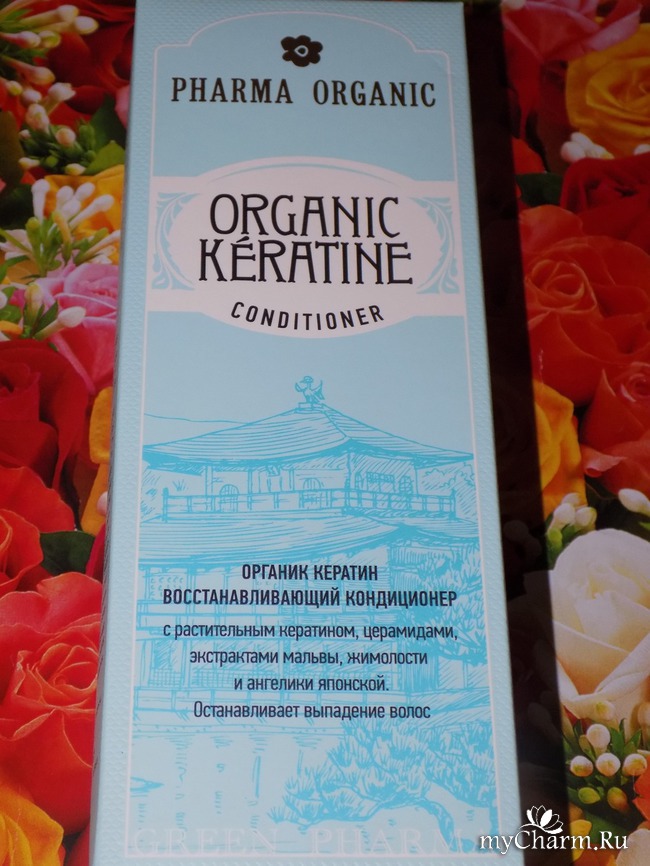 PHARMA ORGANIC
ORGANIC
KÉRATINE
CONDITIONER
ОРГАНИК КЕРАТИН
ВОССТАНАВЛИВАЮЩИЙ КОНДИЦИОНЕР
с растительным кератином, церамидами,
экстрактами мальвы, жимолости
и ангелики японской.
Останавливает выпадение волос
GREEN PHARM
myCharm.Ru